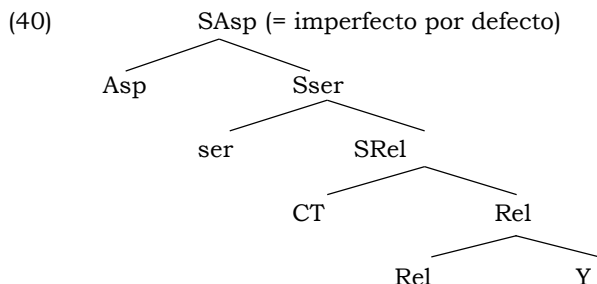 (40) SAsp (= imperfecto por defecto)
Asp Sser
ser SRel
CT Rel
Rel Y